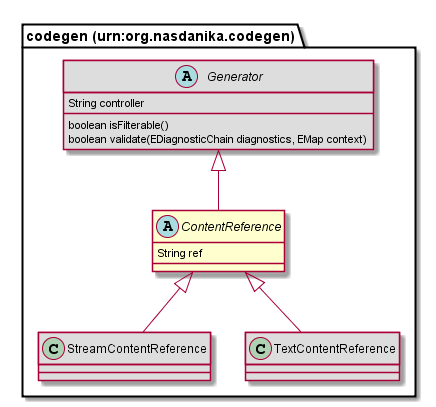 codegen (urn:org.nasdanika.codegen)
A Generator
String controller
boolean isFilterable()
boolean validate(EDiagnosticChain diagnostics, EMap context)
A ContentReference
String ref
C StreamContentReference
C TextContentReference